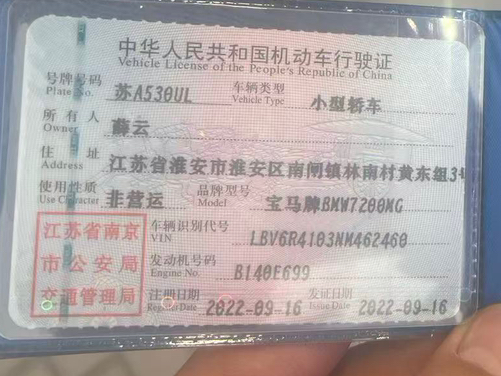 中华人民共和国机动车行驶证
Vehicle License of the People's Republic of China
号牌号码 苏A530UL 车辆类型 小型轿车
Plate No. Vehicle Type
所有人 薛云
Owner
住址 江苏省淮安市淮安区南闸镇林南村黄东组3号
Address
使用性质 非营运 品牌型号 宝马牌BMW7200MG
Use Character Model
江苏省南京 车辆识别代号 LBV6R4103NM462460
VIN
市公安局 发动机号码 B140E699
Engine No.
交通管理局 注册日期 2022-09-16 发证日期 2022-09-16
Register Date Issue Date